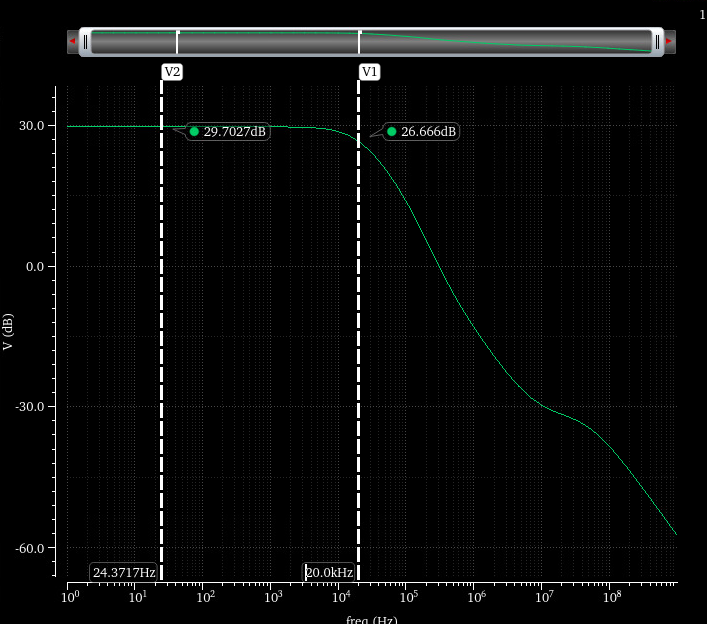 1
V2
V1
30.0
29.7027dB
26.666dB
0.0
V (dB)
-30.0
-60.0
24.3717Hz
20.0kHz
10⁰
10¹
10²
10³
10⁴
10⁵
10⁶
10⁷
10⁸
freq (Hz)